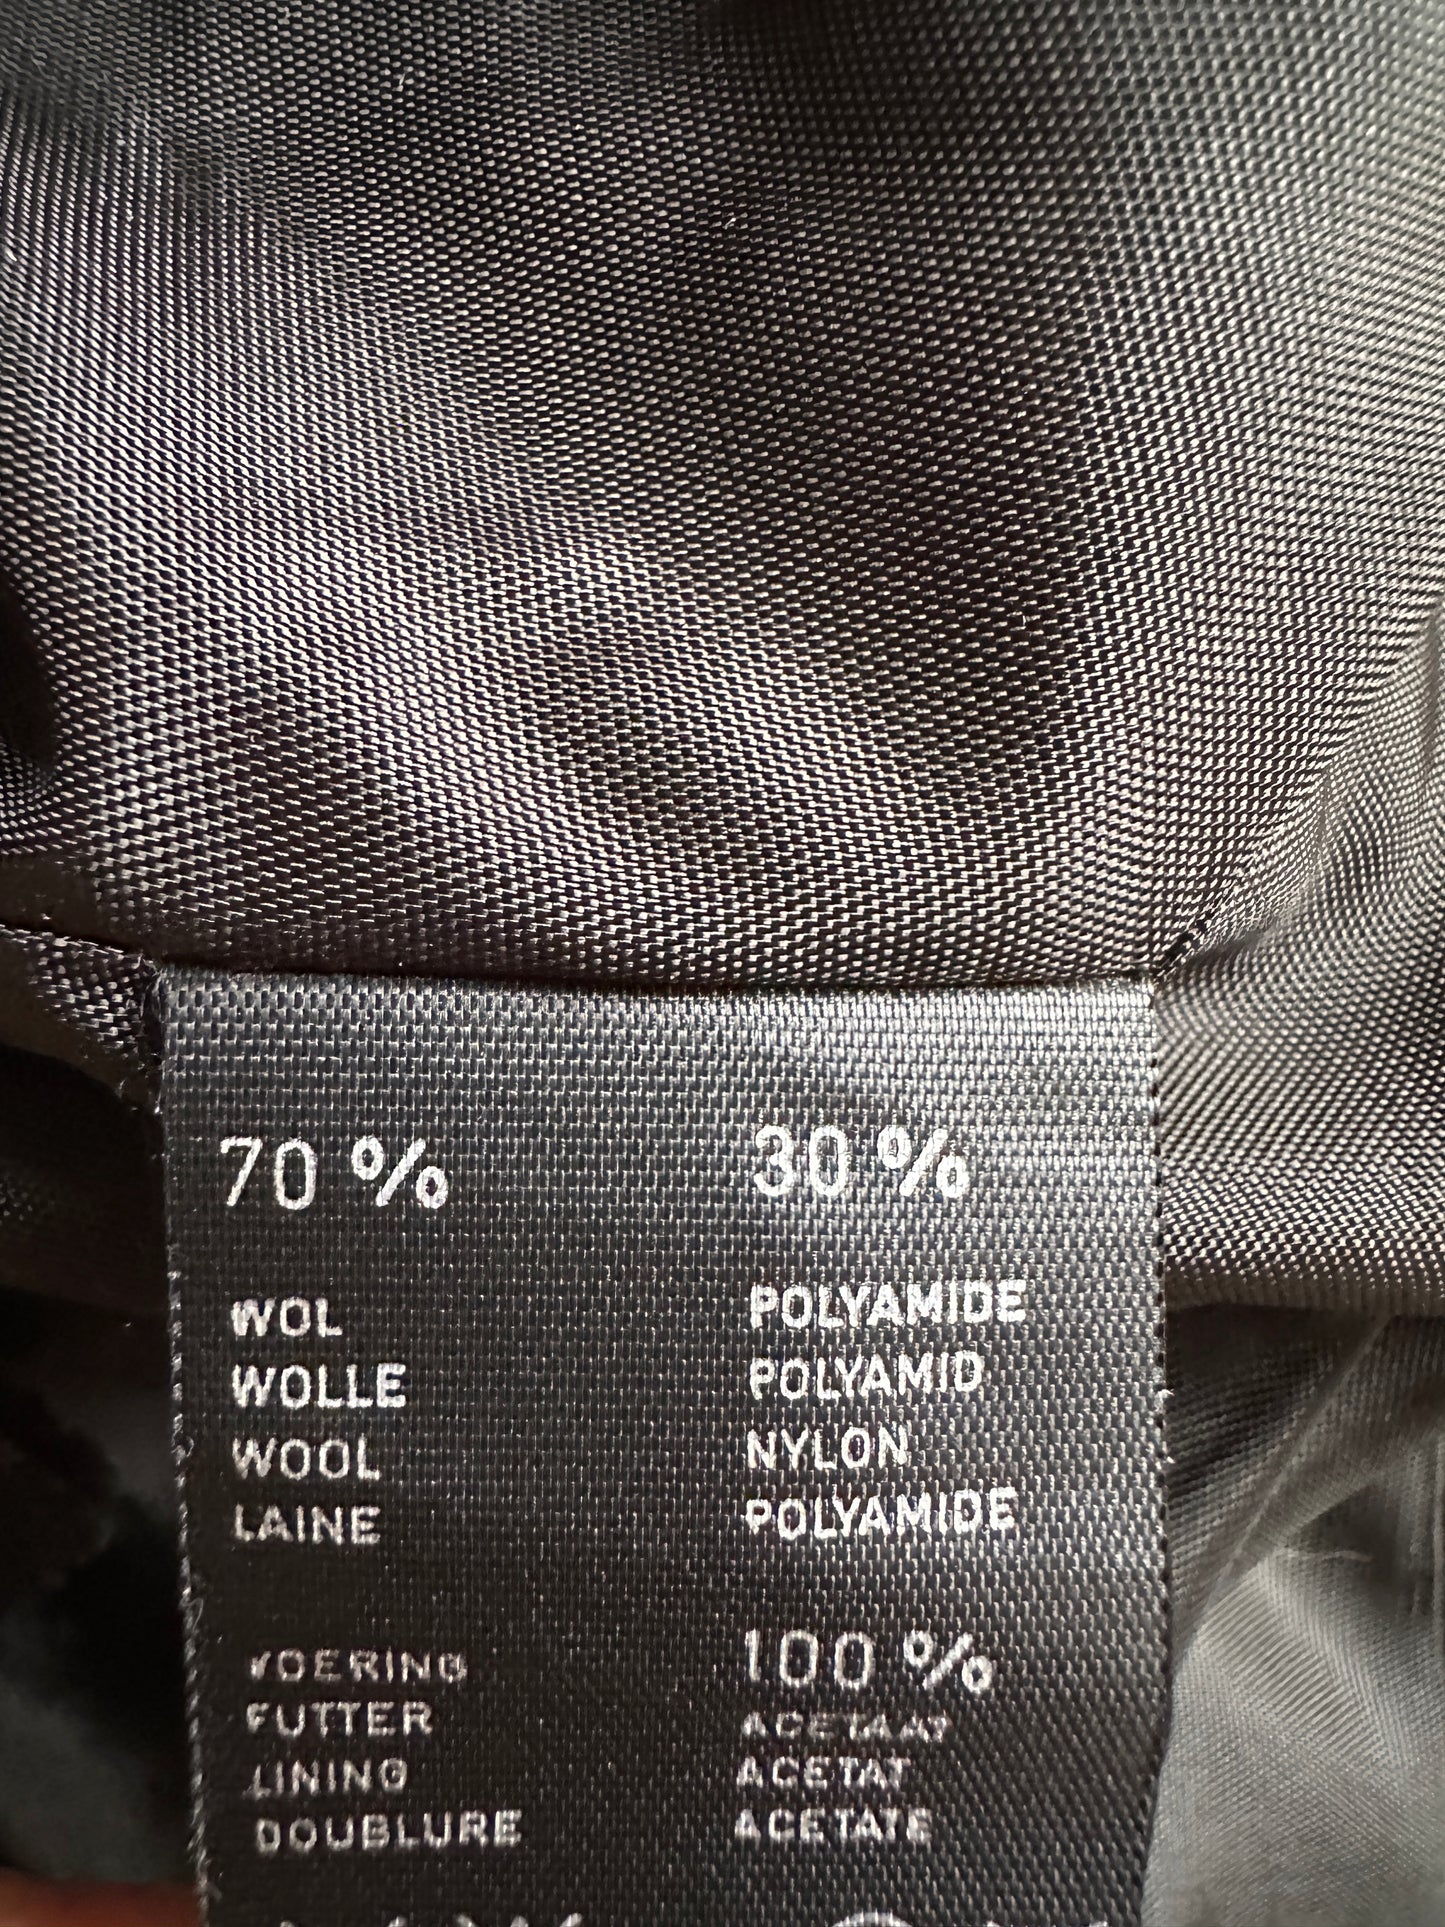 70 % 30 %
WOL POLYAMIDE
WOLLE POLYAMID
WOOL NYLON
LAINE POLYAMIDE
VOERING 100 %
FUTTER ACETAAT
LINING ACETAT
DOUBLURE ACETATE